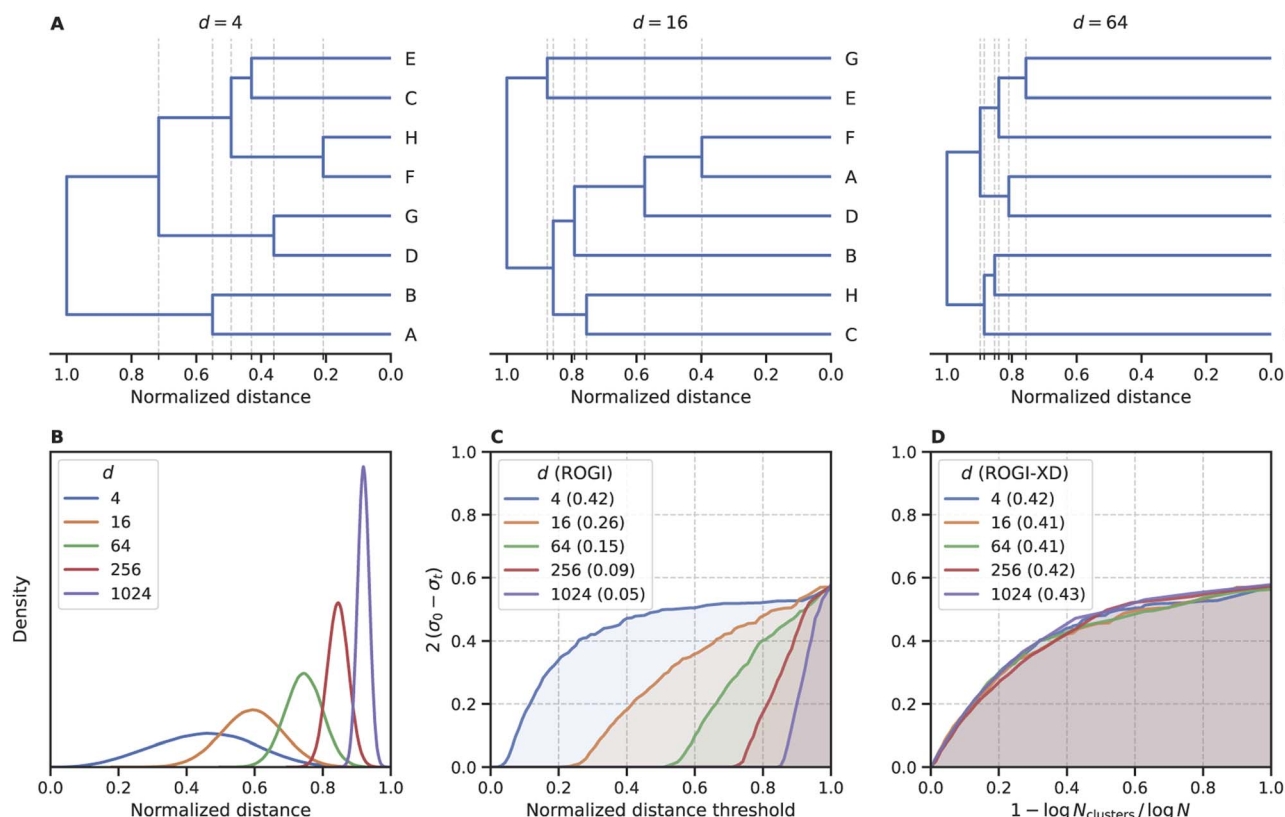 A
d = 4
E
C
H
F
G
D
B
A
1.0 0.8 0.6 0.4 0.2 0.0
Normalized distance
d = 16
G
E
F
A
D
B
H
C
1.0 0.8 0.6 0.4 0.2 0.0
Normalized distance
d = 64
1.0 0.8 0.6 0.4 0.2 0.0
Normalized distance
B
d
4
16
64
256
1024
Density
0.0 0.2 0.4 0.6 0.8 1.0
Normalized distance
C
1.0
0.8
0.6
0.4
0.2
0.0
2 (σ0 − σt)
d (ROGI)
4 (0.42)
16 (0.26)
64 (0.15)
256 (0.09)
1024 (0.05)
0.0 0.2 0.4 0.6 0.8 1.0
Normalized distance threshold
D
1.0
0.8
0.6
0.4
0.2
0.0
d (ROGI-XD)
4 (0.42)
16 (0.41)
64 (0.41)
256 (0.42)
1024 (0.43)
0.0 0.2 0.4 0.6 0.8 1.0
1 − log Nclusters / log N